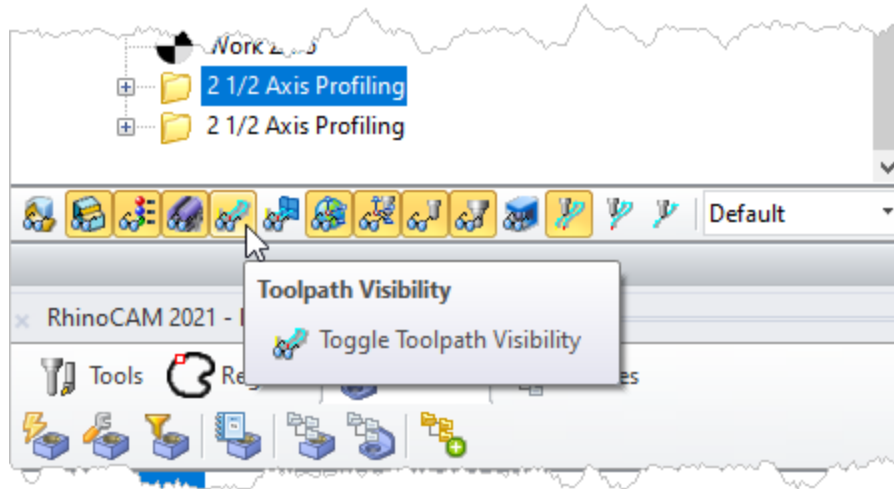 Work
2 1/2 Axis Profiling
2 1/2 Axis Profiling
Default
Toolpath Visibility
Toggle Toolpath Visibility
RhinoCAM 2021 -
Tools